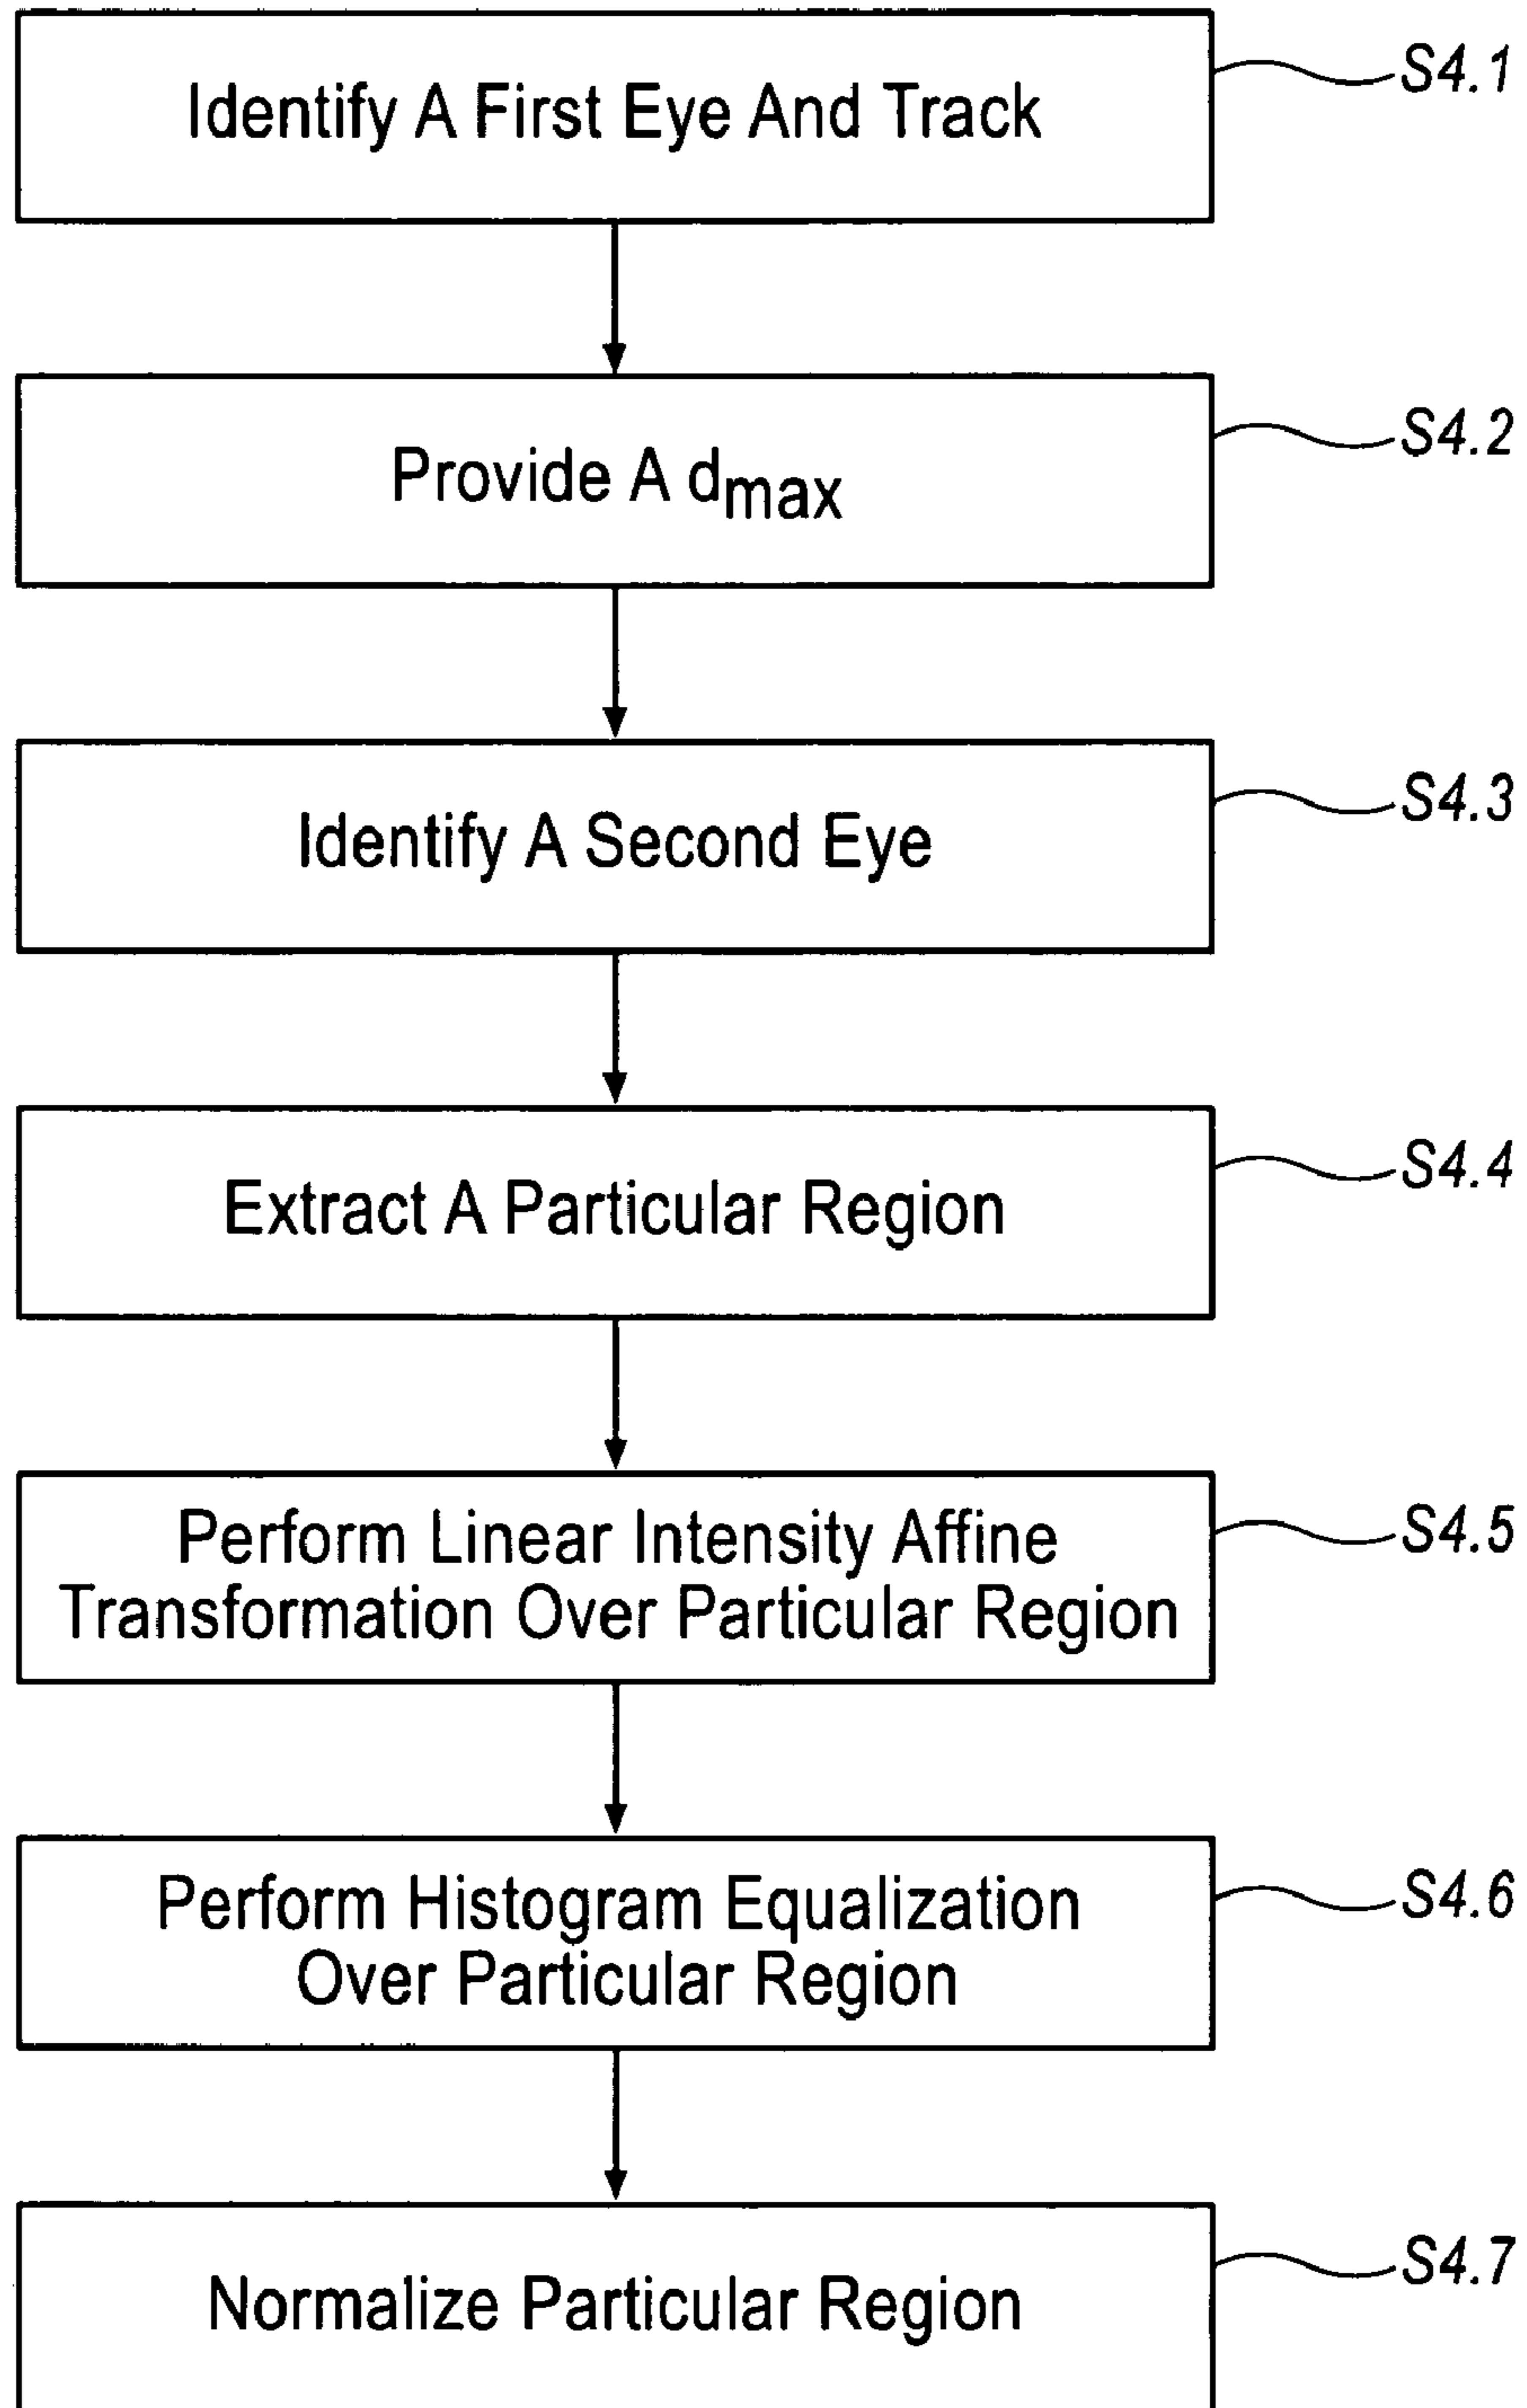 Identify A First Eye And Track
S4.1
Provide A dmax
S4.2
Identify A Second Eye
S4.3
Extract A Particular Region
S4.4
Perform Linear Intensity Affine
Transformation Over Particular Region
S4.5
Perform Histogram Equalization
Over Particular Region
S4.6
Normalize Particular Region
S4.7